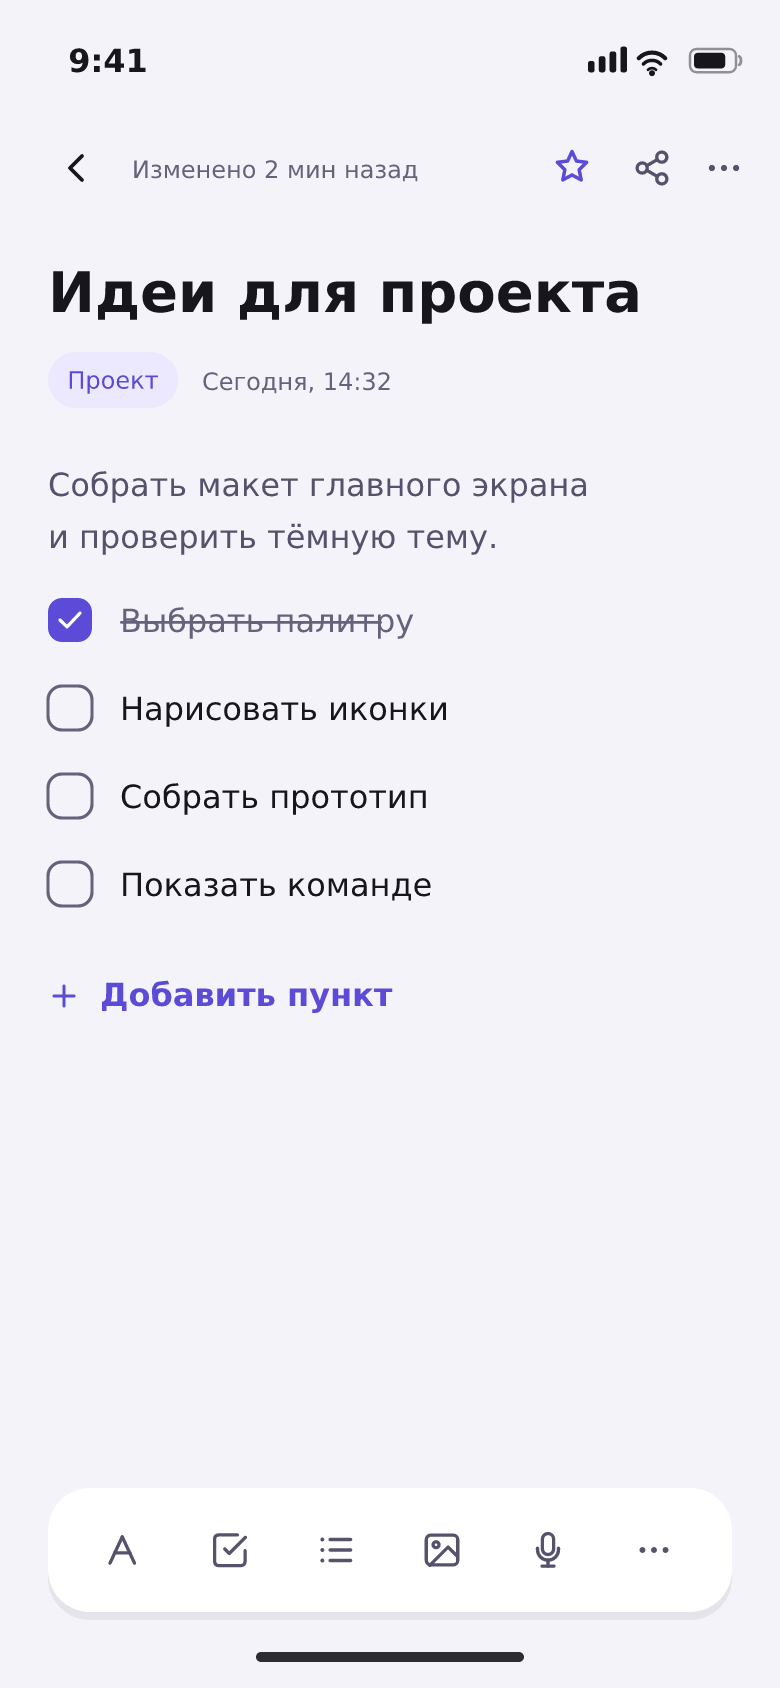 9:41
Изменено 2 мин назад
Идеи для проекта
Проект
Сегодня, 14:32
Собрать макет главного экрана
и проверить тёмную тему.
Выбрать палитру
Нарисовать иконки
Собрать прототип
Показать команде
+ Добавить пункт